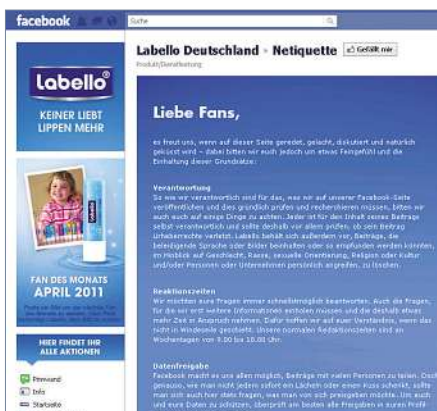 facebook
Suche
Labello Deutschland - Netiquette
Gefällt mir
Produkt/Dienstleistung
Labello®
KEINER LIEBT
LIPPEN MEHR
FAN DES MONATS
APRIL 2011
HIER FINDET IHR
ALLE AKTIONEN
Pinnwand
Info
Startseite
Liebe Fans,
es freut uns, wenn auf dieser Seite geredet, gelacht, diskutiert und natürlich
geküsst wird – dabei bitten wir euch jedoch um etwas Feingefühl und die
Einhaltung dieser Grundsätze:
Verantwortung
So wie wir verantwortlich sind für das, was wir auf unserer Facebook-Seite
veröffentlichen und dies gründlich prüfen und recherchieren müssen, bitten wir
auch euch auf einige Dinge zu achten. Jeder ist für den Inhalt seines Beitrags
selbst verantwortlich und sollte deshalb vor allem prüfen, ob sein Beitrag
Urheberrechte verletzt. Labello behält sich außerdem vor, Beiträge, die
beleidigende Sprache oder Bilder beinhalten oder so empfunden werden könnten,
im Hinblick auf Geschlecht, Rasse, sexuelle Orientierung, Religion oder Kultur
und/oder Personen oder Unternehmen persönlich angreifen, zu löschen.
Reaktionszeiten
Wir möchten eure Fragen immer schnellstmöglich beantworten. Auch die Fragen,
für die wir erst weitere Informationen einholen müssen und die deshalb etwas
mehr Zeit in Anspruch nehmen. Dafür hoffen wir auf euer Verständnis, wenn das
nicht in Windeseile geschieht. Unsere normalen Redaktionszeiten sind an
Wochentagen von 9.00 bis 18.00 Uhr.
Datenfreigabe
Facebook macht es uns allen möglich, Beiträge mit vielen Personen zu teilen. Doch
genauso, wie man nicht jedem sofort ein Lächeln oder einen Kuss schenkt, sollte
man sich auch hier stets fragen, was man von sich preisgeben möchte. Um euch
und eure Daten zu schützen, überprüft am besten alle Freigaben in euren Profil-